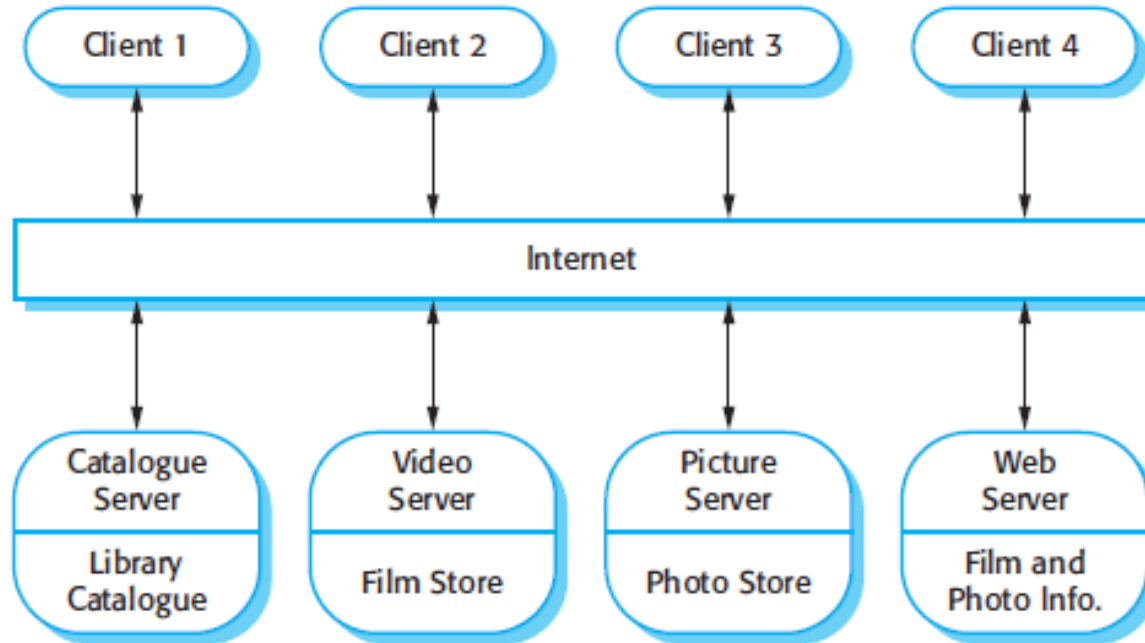 Client 1
Client 2
Client 3
Client 4
Internet
Catalogue
Server
Library
Catalogue
Video
Server
Film Store
Picture
Server
Photo Store
Web
Server
Film and
Photo Info.